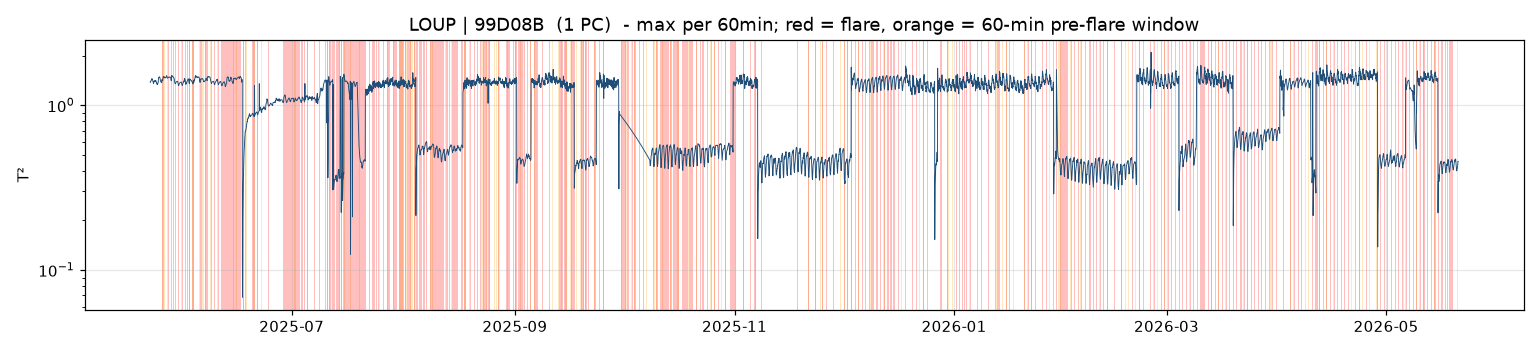 LOUP | 99D08B  (1 PC)  - max per 60min; red = flare, orange = 60-min pre-flare window
T²
10⁰
10⁻¹
2025-07 2025-09 2025-11 2026-01 2026-03 2026-05